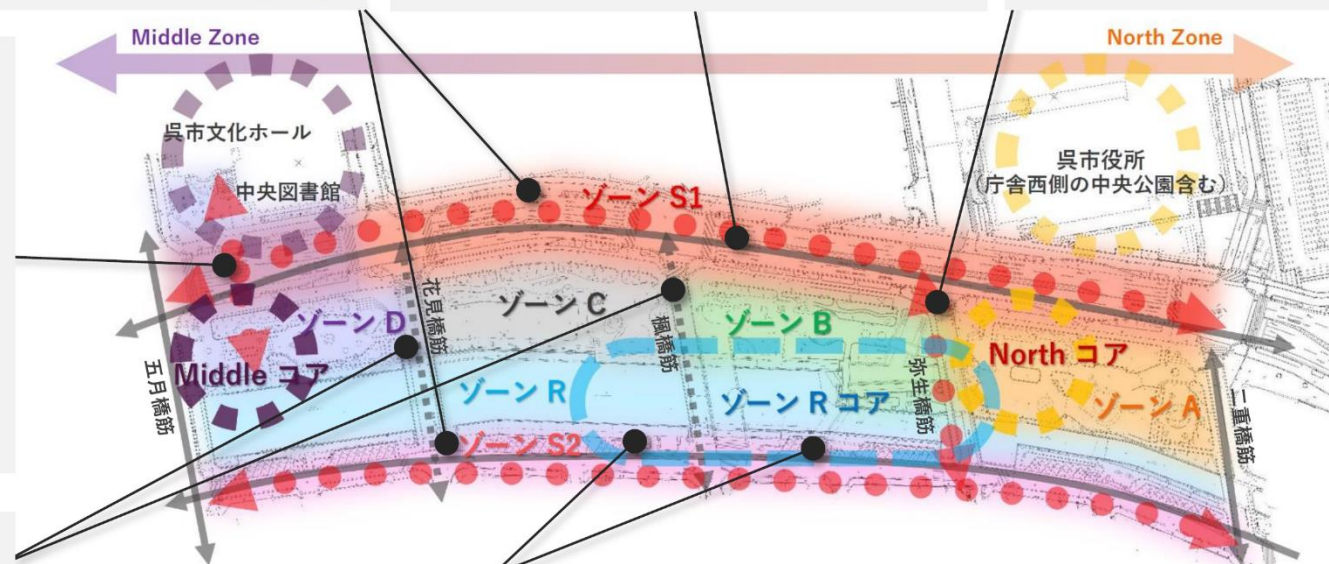 Middle Zone
North Zone
呉市文化ホール
中央図書館
呉市役所
(庁舎西側の中央公園含む)
ゾーン S1
花見橋筋
楓橋筋
ゾーン C
ゾーン D
ゾーン B
North コア
Middle コア
五月橋筋
弥生橋筋
ゾーン R
ゾーン R コア
ゾーン A
二重橋筋
ゾーン S2